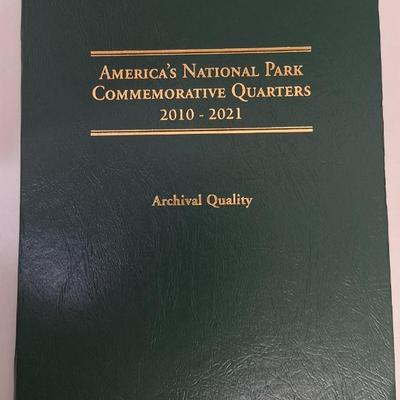 America's National Park
Commemorative Quarters
2010 - 2021
Archival Quality